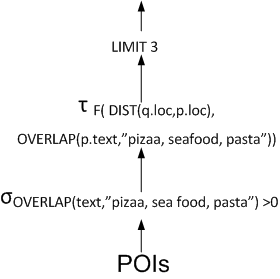 LIMIT 3
τ F( DIST(q.loc,p.loc),
OVERLAP(p.text,”pizaa, seafood, pasta”))
σOVERLAP(text,”pizaa, sea food, pasta”) >0
POIs